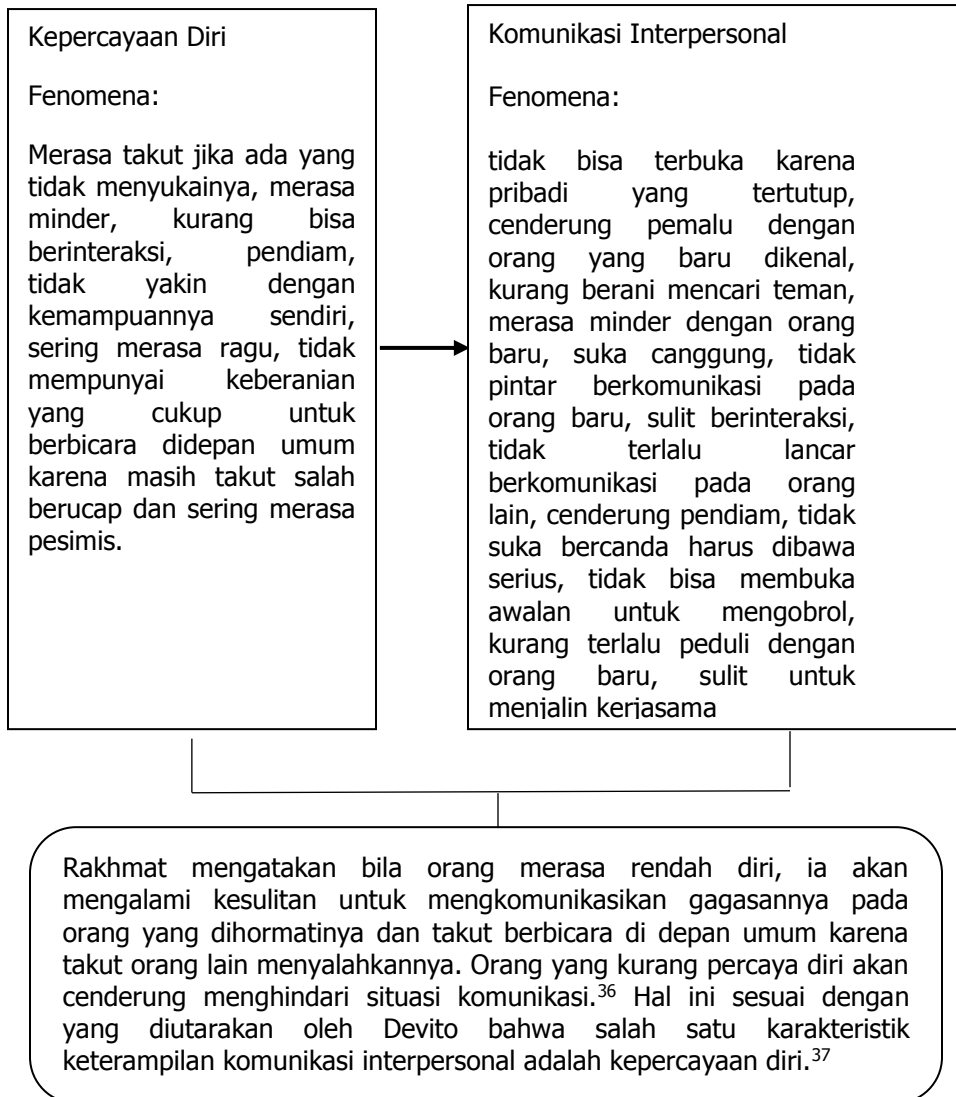 Kepercayaan Diri
Fenomena:
Merasa takut jika ada yang
tidak menyukainya, merasa
minder, kurang bisa
berinteraksi, pendiam,
tidak yakin dengan
kemampuannya sendiri,
sering merasa ragu, tidak
mempunyai keberanian
yang cukup untuk
berbicara didepan umum
karena masih takut salah
berucap dan sering merasa
pesimis.
Komunikasi Interpersonal
Fenomena:
tidak bisa terbuka karena
pribadi yang tertutup,
cenderung pemalu dengan
orang yang baru dikenal,
kurang berani mencari teman,
merasa minder dengan orang
baru, suka canggung, tidak
pintar berkomunikasi pada
orang baru, sulit berinteraksi,
tidak terlalu lancar
berkomunikasi pada orang
lain, cenderung pendiam, tidak
suka bercanda harus dibawa
serius, tidak bisa membuka
awalan untuk mengobrol,
kurang terlalu peduli dengan
orang baru, sulit untuk
menjalin kerjasama
Rakhmat mengatakan bila orang merasa rendah diri, ia akan
mengalami kesulitan untuk mengkomunikasikan gagasannya pada
orang yang dihormatinya dan takut berbicara di depan umum karena
takut orang lain menyalahkannya. Orang yang kurang percaya diri akan
cenderung menghindari situasi komunikasi.³⁶ Hal ini sesuai dengan
yang diutarakan oleh Devito bahwa salah satu karakteristik
keterampilan komunikasi interpersonal adalah kepercayaan diri.³⁷